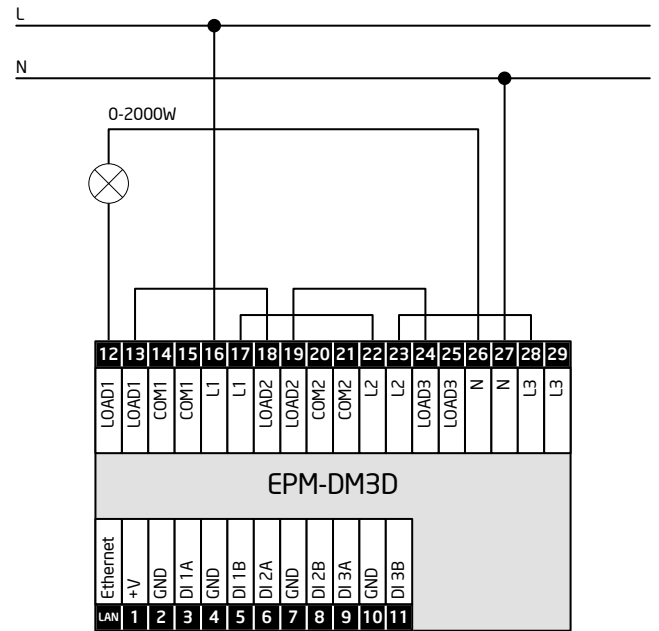 L
N
0-2000W
12 13 14 15 16 17 18 19 20 21 22 23 24 25 26 27 28 29
LOAD1 LOAD1 COM1 COM1 L1 L1 LOAD2 LOAD2 COM2 COM2 L2 L2 LOAD3 LOAD3 N N L3 L3
EPM-DM3D
Ethernet +V GND DI 1A GND DI 1B DI 2A GND DI 2B DI 3A GND DI 3B
LAN 1 2 3 4 5 6 7 8 9 10 11